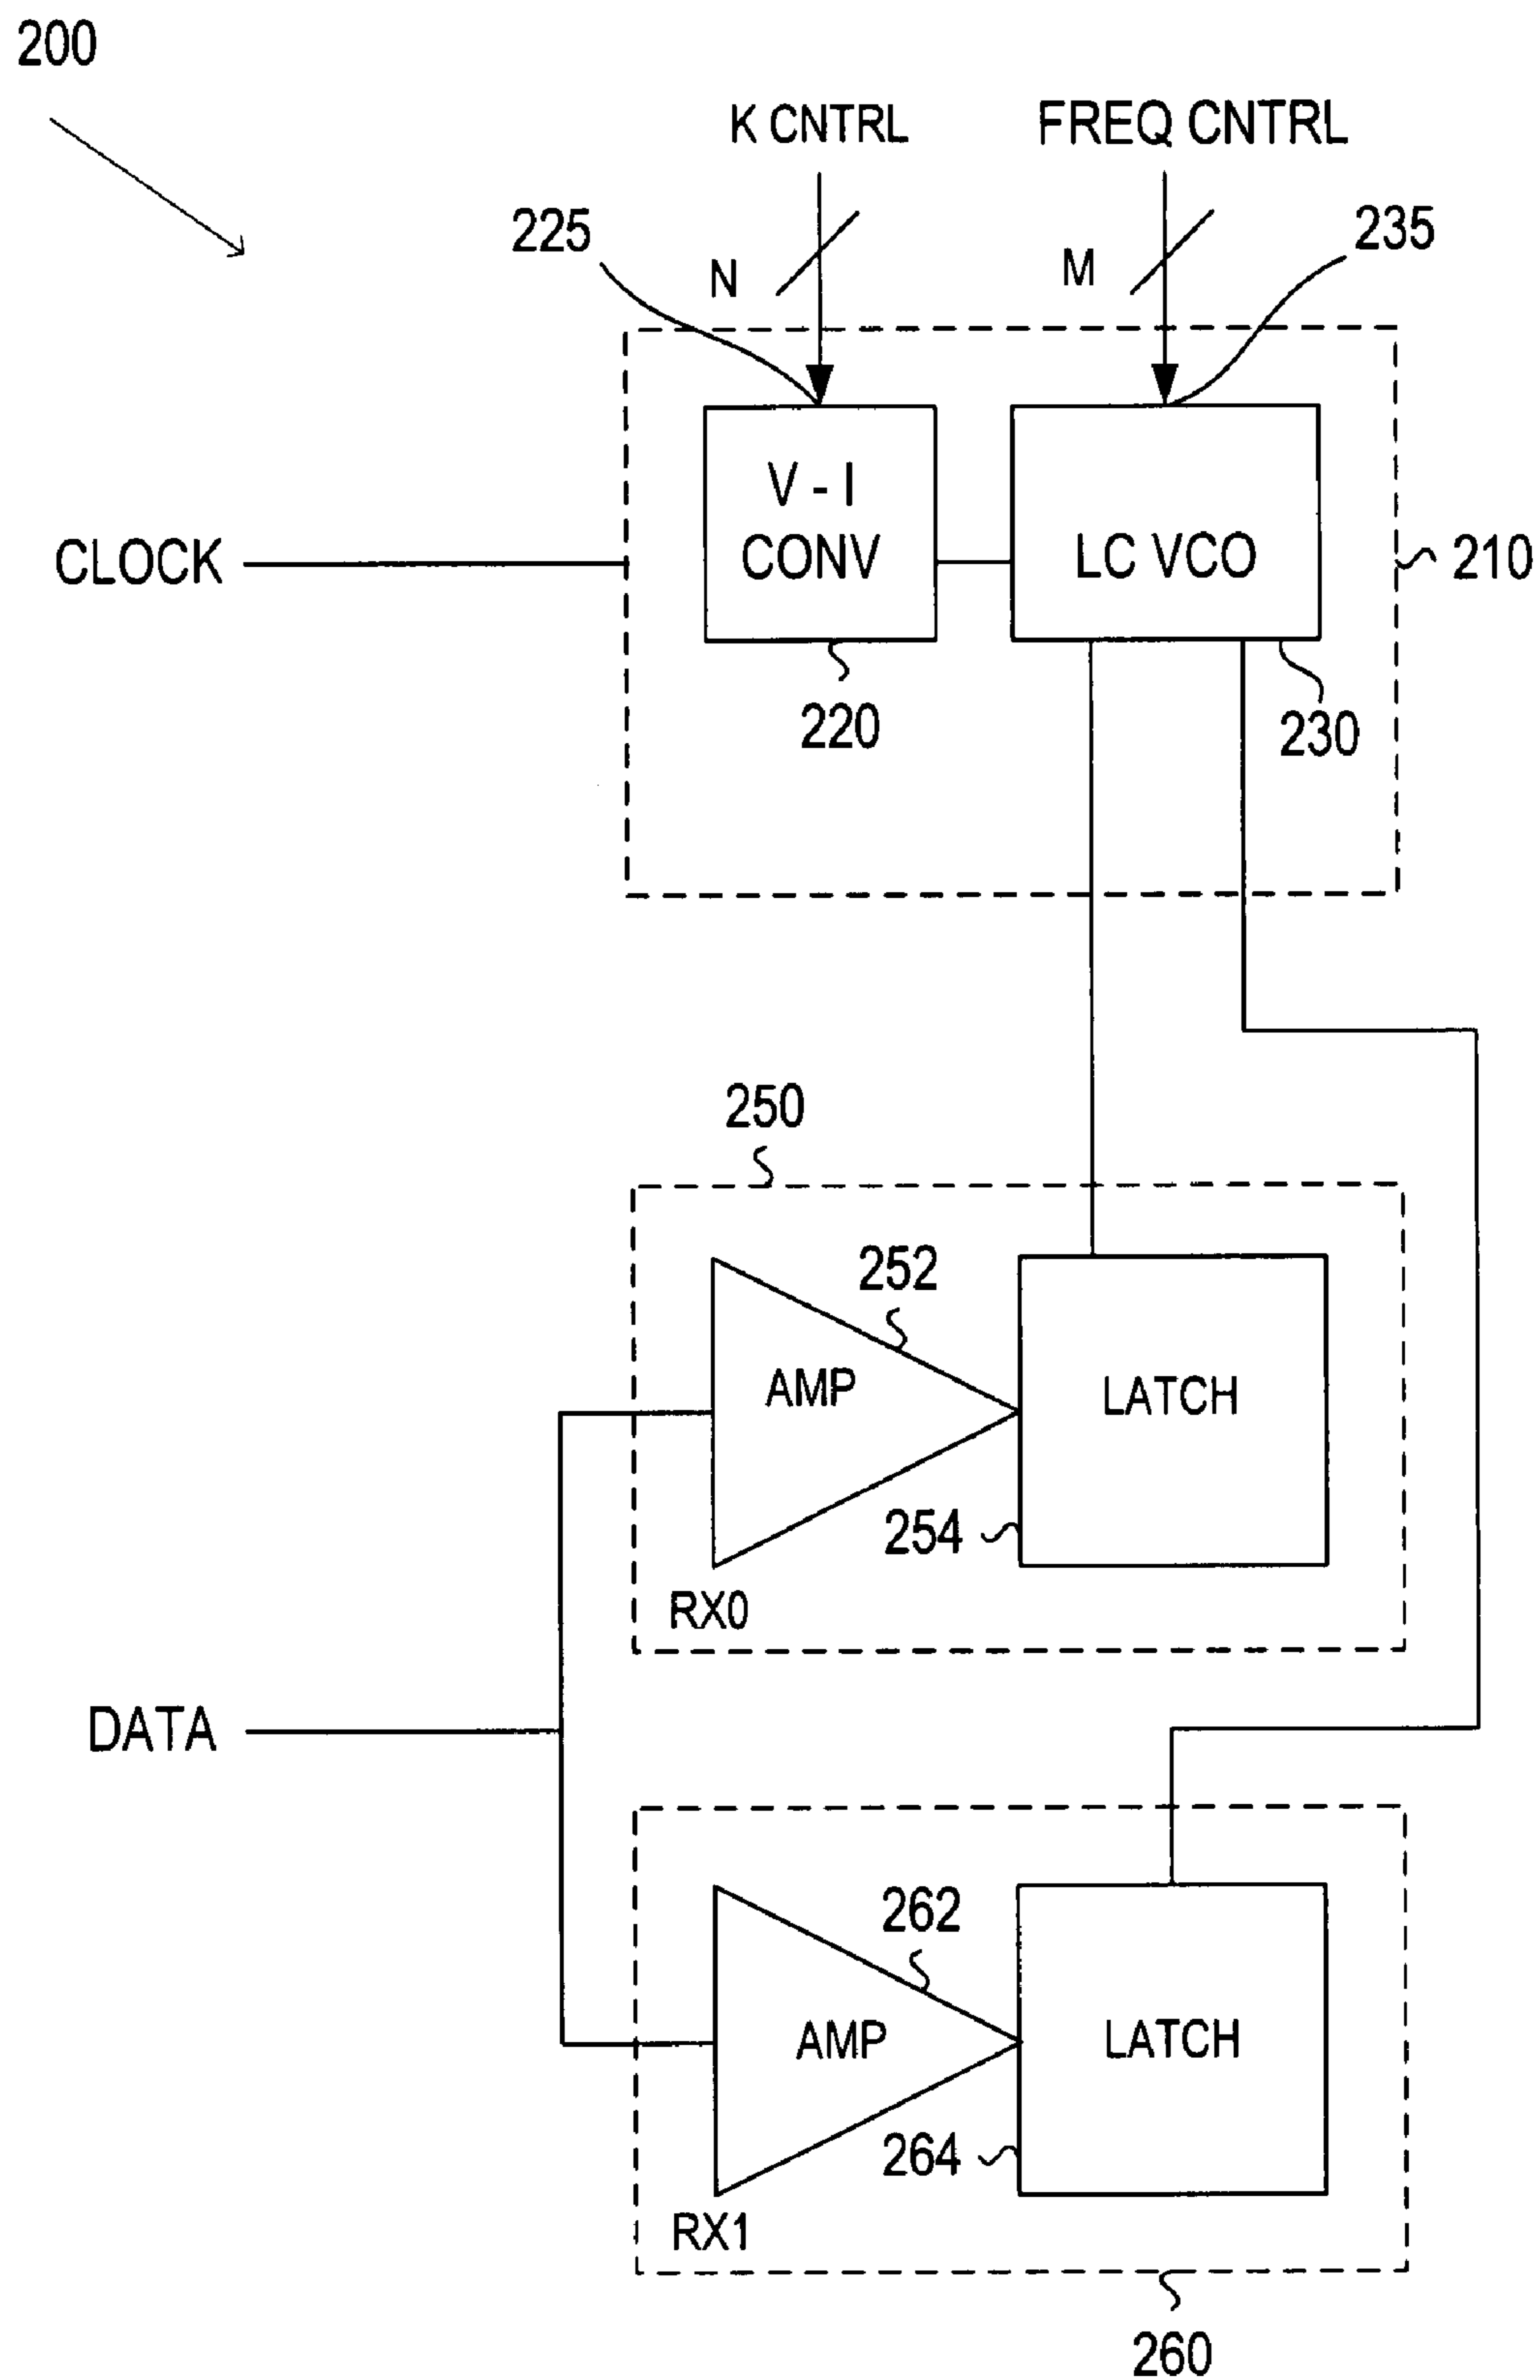 200
K CNTRL
FREQ CNTRL
225
235
N
M
V - I
CONV
LC VCO
CLOCK
210
220
230
250
252
AMP
LATCH
254
RX0
DATA
262
AMP
LATCH
264
RX1
260